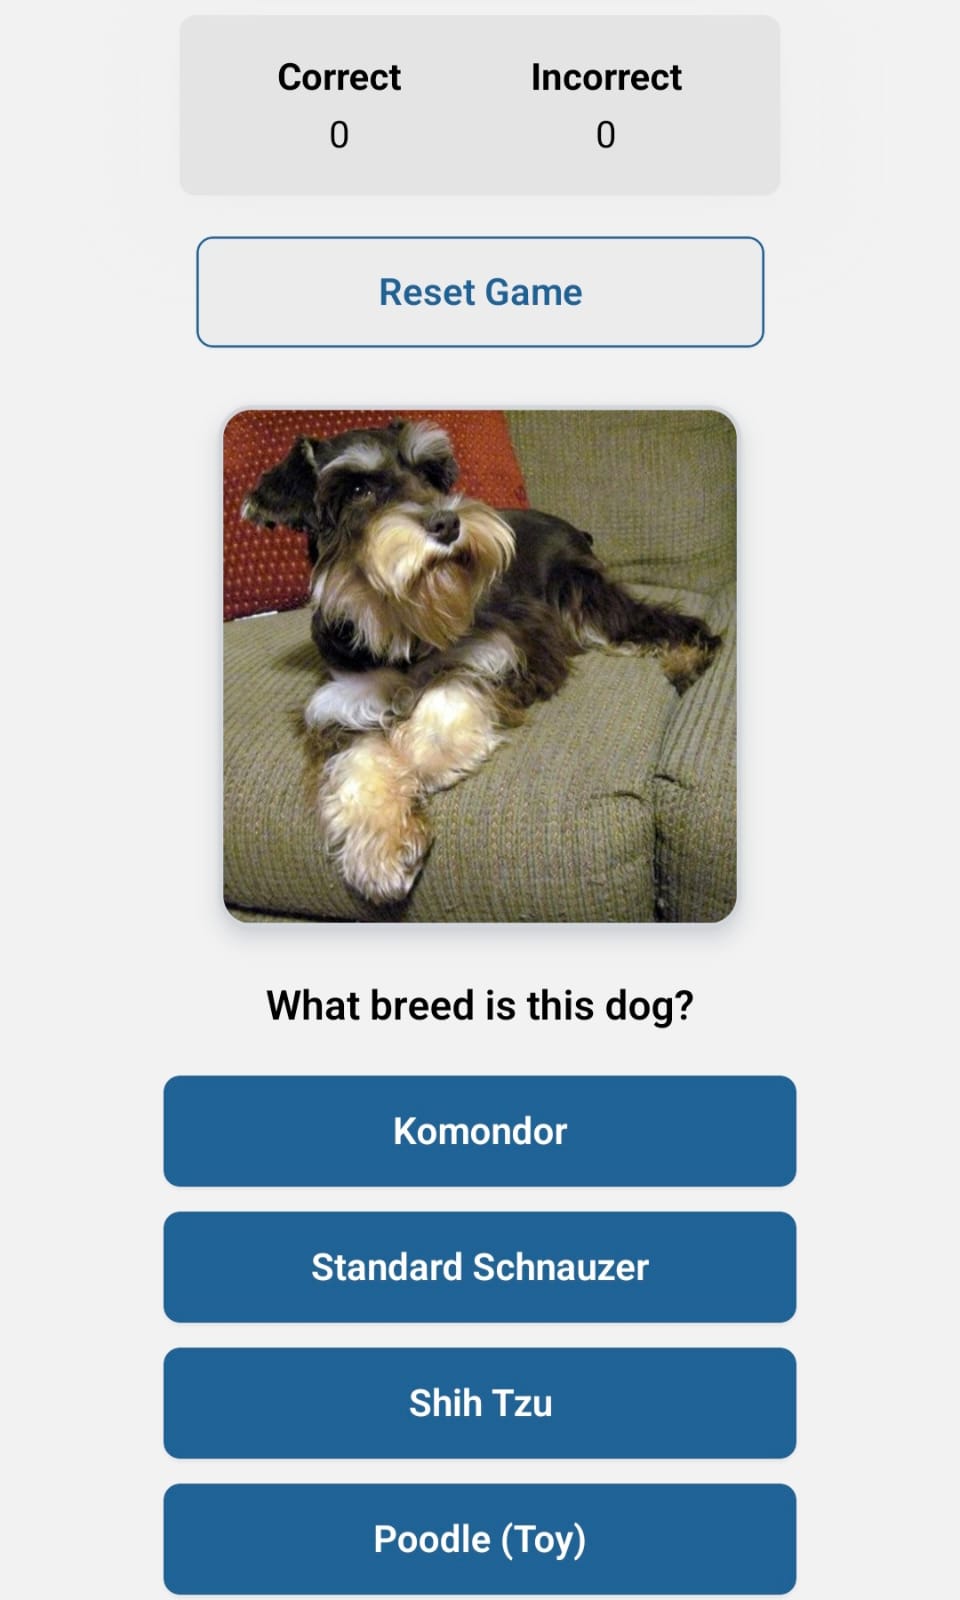 Correct Incorrect
0 0
Reset Game
What breed is this dog?
Komondor
Standard Schnauzer
Shih Tzu
Poodle (Toy)